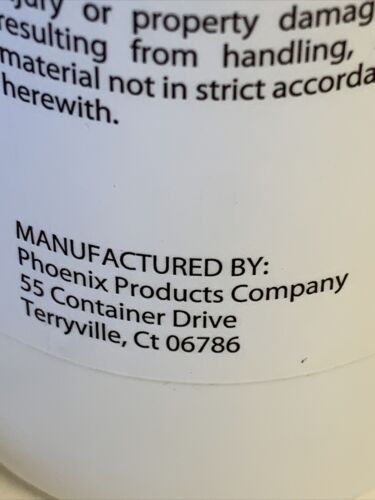 or property
resulting from handling,
material not in strict
herewith.
MANUFACTURED BY:
Phoenix Products Company
55 Container Drive
Terryville, Ct 06786